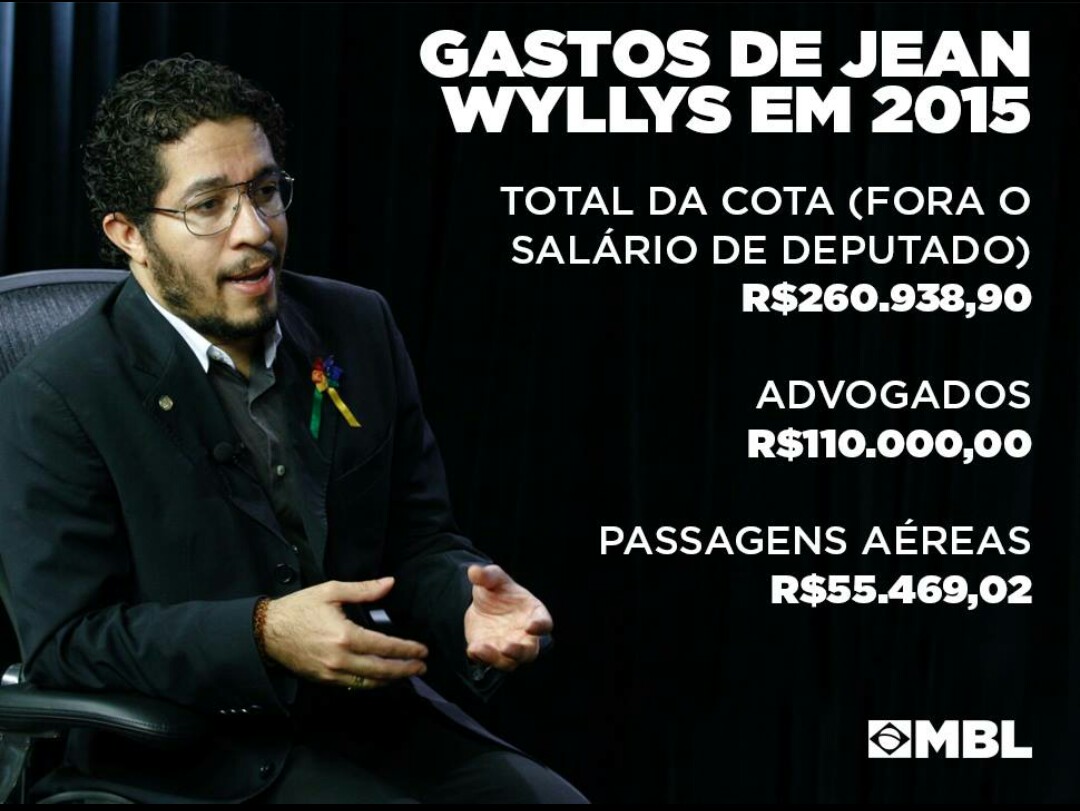 GASTOS DE JEAN
WYLLYS EM 2015
TOTAL DA COTA (FORA O
SALÁRIO DE DEPUTADO)
R$260.938,90
ADVOGADOS
R$110.000,00
PASSAGENS AÉREAS
R$55.469,02
MBL